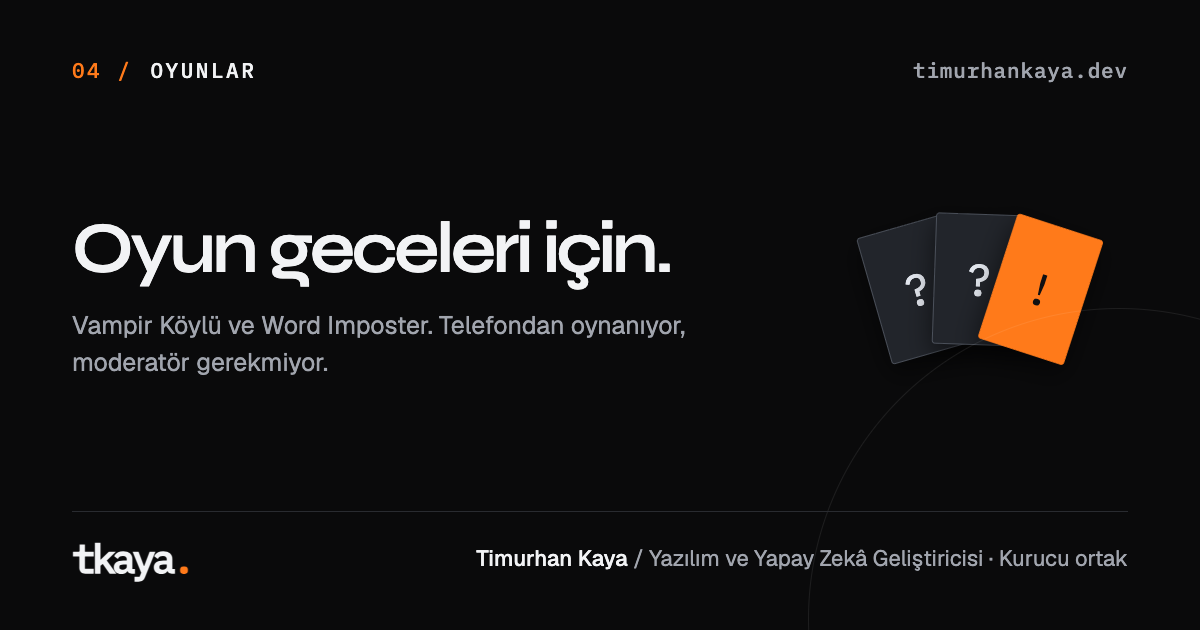 04 / OYUNLAR
timurhankaya.dev
Oyun geceleri için.
Vampir Köylü ve Word Imposter. Telefondan oynanıyor,
moderatör gerekmiyor.
?
?
!
tkaya.
Timurhan Kaya / Yazılım ve Yapay Zekâ Geliştiricisi · Kurucu ortak